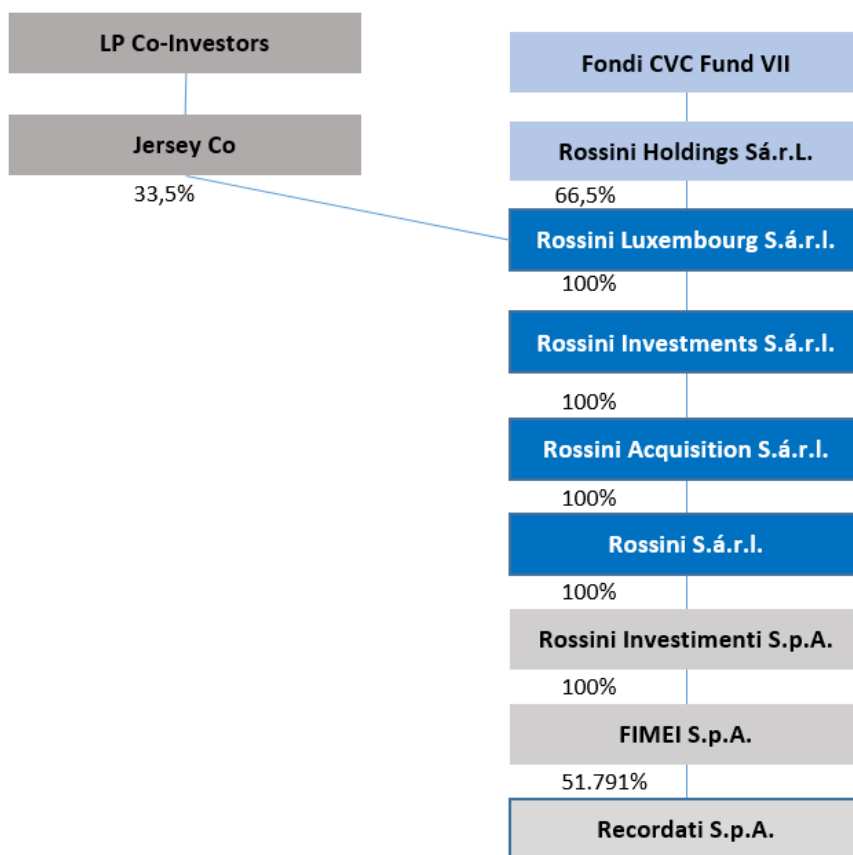 LP Co-Investors
Fondi CVC Fund VII
Jersey Co
Rossini Holdings Sá.r.L.
33,5%
66,5%
Rossini Luxembourg S.á.r.l.
100%
Rossini Investments S.á.r.l.
100%
Rossini Acquisition S.á.r.l.
100%
Rossini S.á.r.l.
100%
Rossini Investimenti S.p.A.
100%
FIMEI S.p.A.
51.791%
Recordati S.p.A.